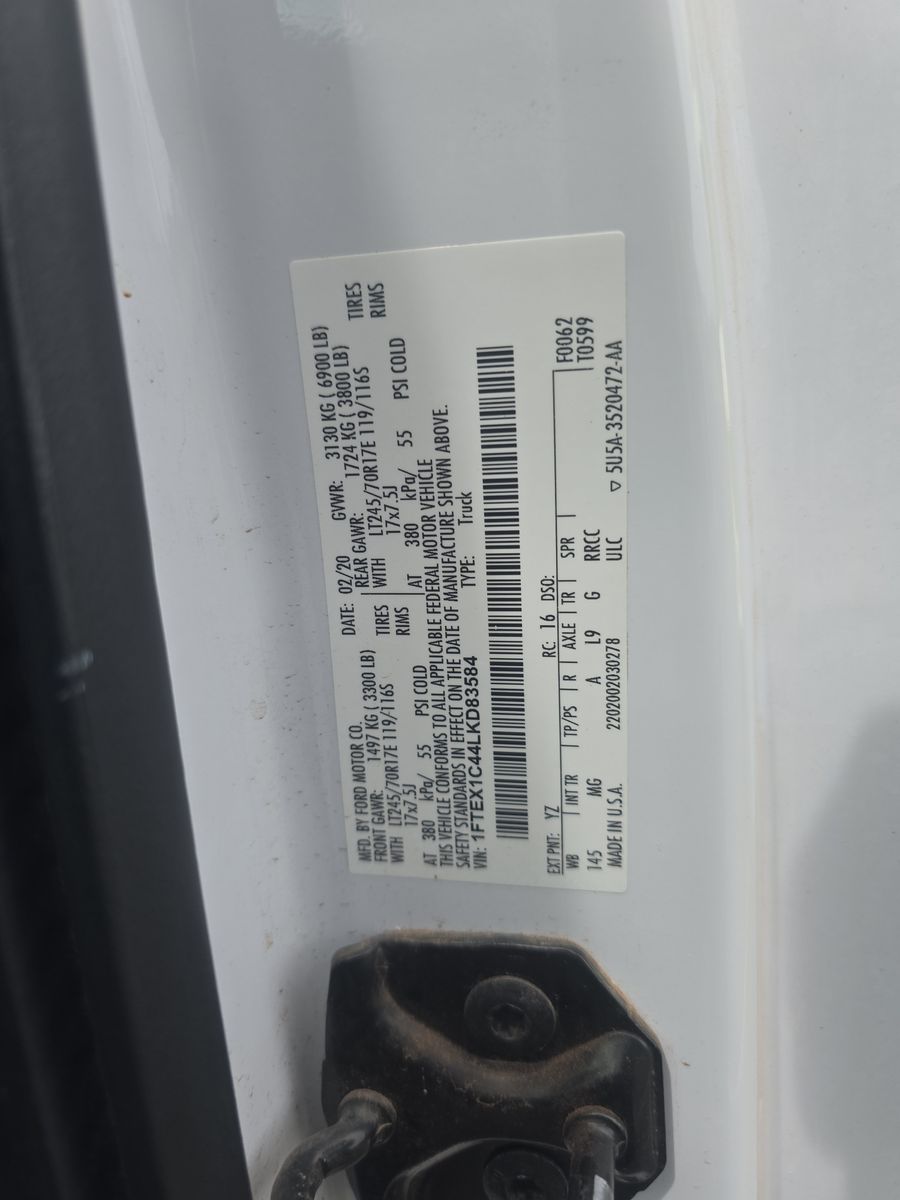 MFD. BY FORD MOTOR CO.
DATE: 02/20 GVWR: 3130 KG ( 6900 LB)
FRONT GAWR: 1497 KG ( 3300 LB) REAR GAWR: 1724 KG ( 3800 LB)
WITH LT245/70R17E 119/116S TIRES WITH LT245/70R17E 119/116S TIRES
17x7.5J RIMS 17x7.5J RIMS
AT 380 kPa/ 55 PSI COLD AT 380 kPa/ 55 PSI COLD
THIS VEHICLE CONFORMS TO ALL APPLICABLE FEDERAL MOTOR VEHICLE
SAFETY STANDARDS IN EFFECT ON THE DATE OF MANUFACTURE SHOWN ABOVE.
VIN: 1FTEX1C44LKD83584 TYPE: Truck
EXT PNT: YZ RC: 16 DSO: F0062
WB INT TR TP/PS R AXLE TR SPR T0599
145 MG A L9 G RRCC
MADE IN U.S.A. 2202002030278 ULC ▽ 5U5A-3520472-AA